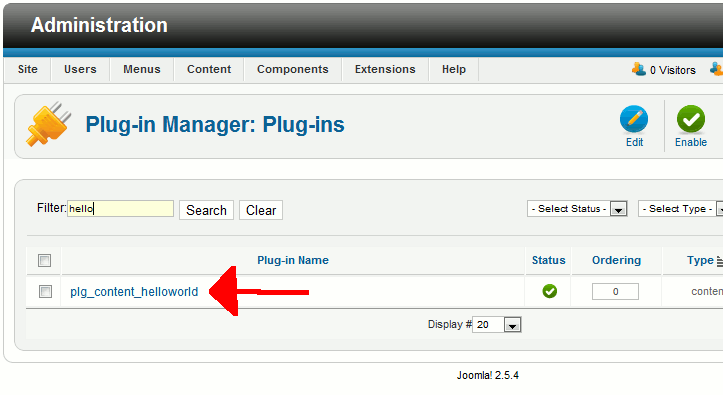 Administration
Site Users Menus Content Components Extensions Help 0 Visitors
Plug-in Manager: Plug-ins Edit Enable
Filter: hello Search Clear - Select Status - - Select Type -
Plug-in Name Status Ordering Type
plg_content_helloworld 0 conten
Display # 20
Joomla! 2.5.4